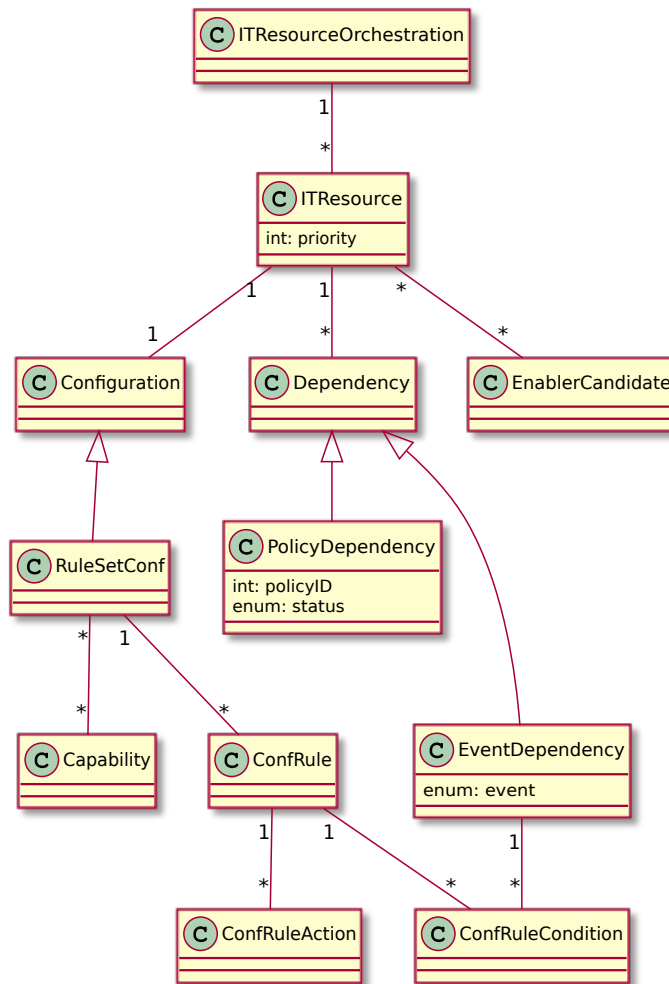 C ITResourceOrchestration
1
*
C ITResource
int: priority
1 1 *
1 * *
C Configuration
C Dependency
C EnablerCandidate
C RuleSetConf
C PolicyDependency
int: policyID
enum: status
* 1
* *
C Capability
C ConfRule
C EventDependency
enum: event
1 1 1
* * *
C ConfRuleAction
C ConfRuleCondition